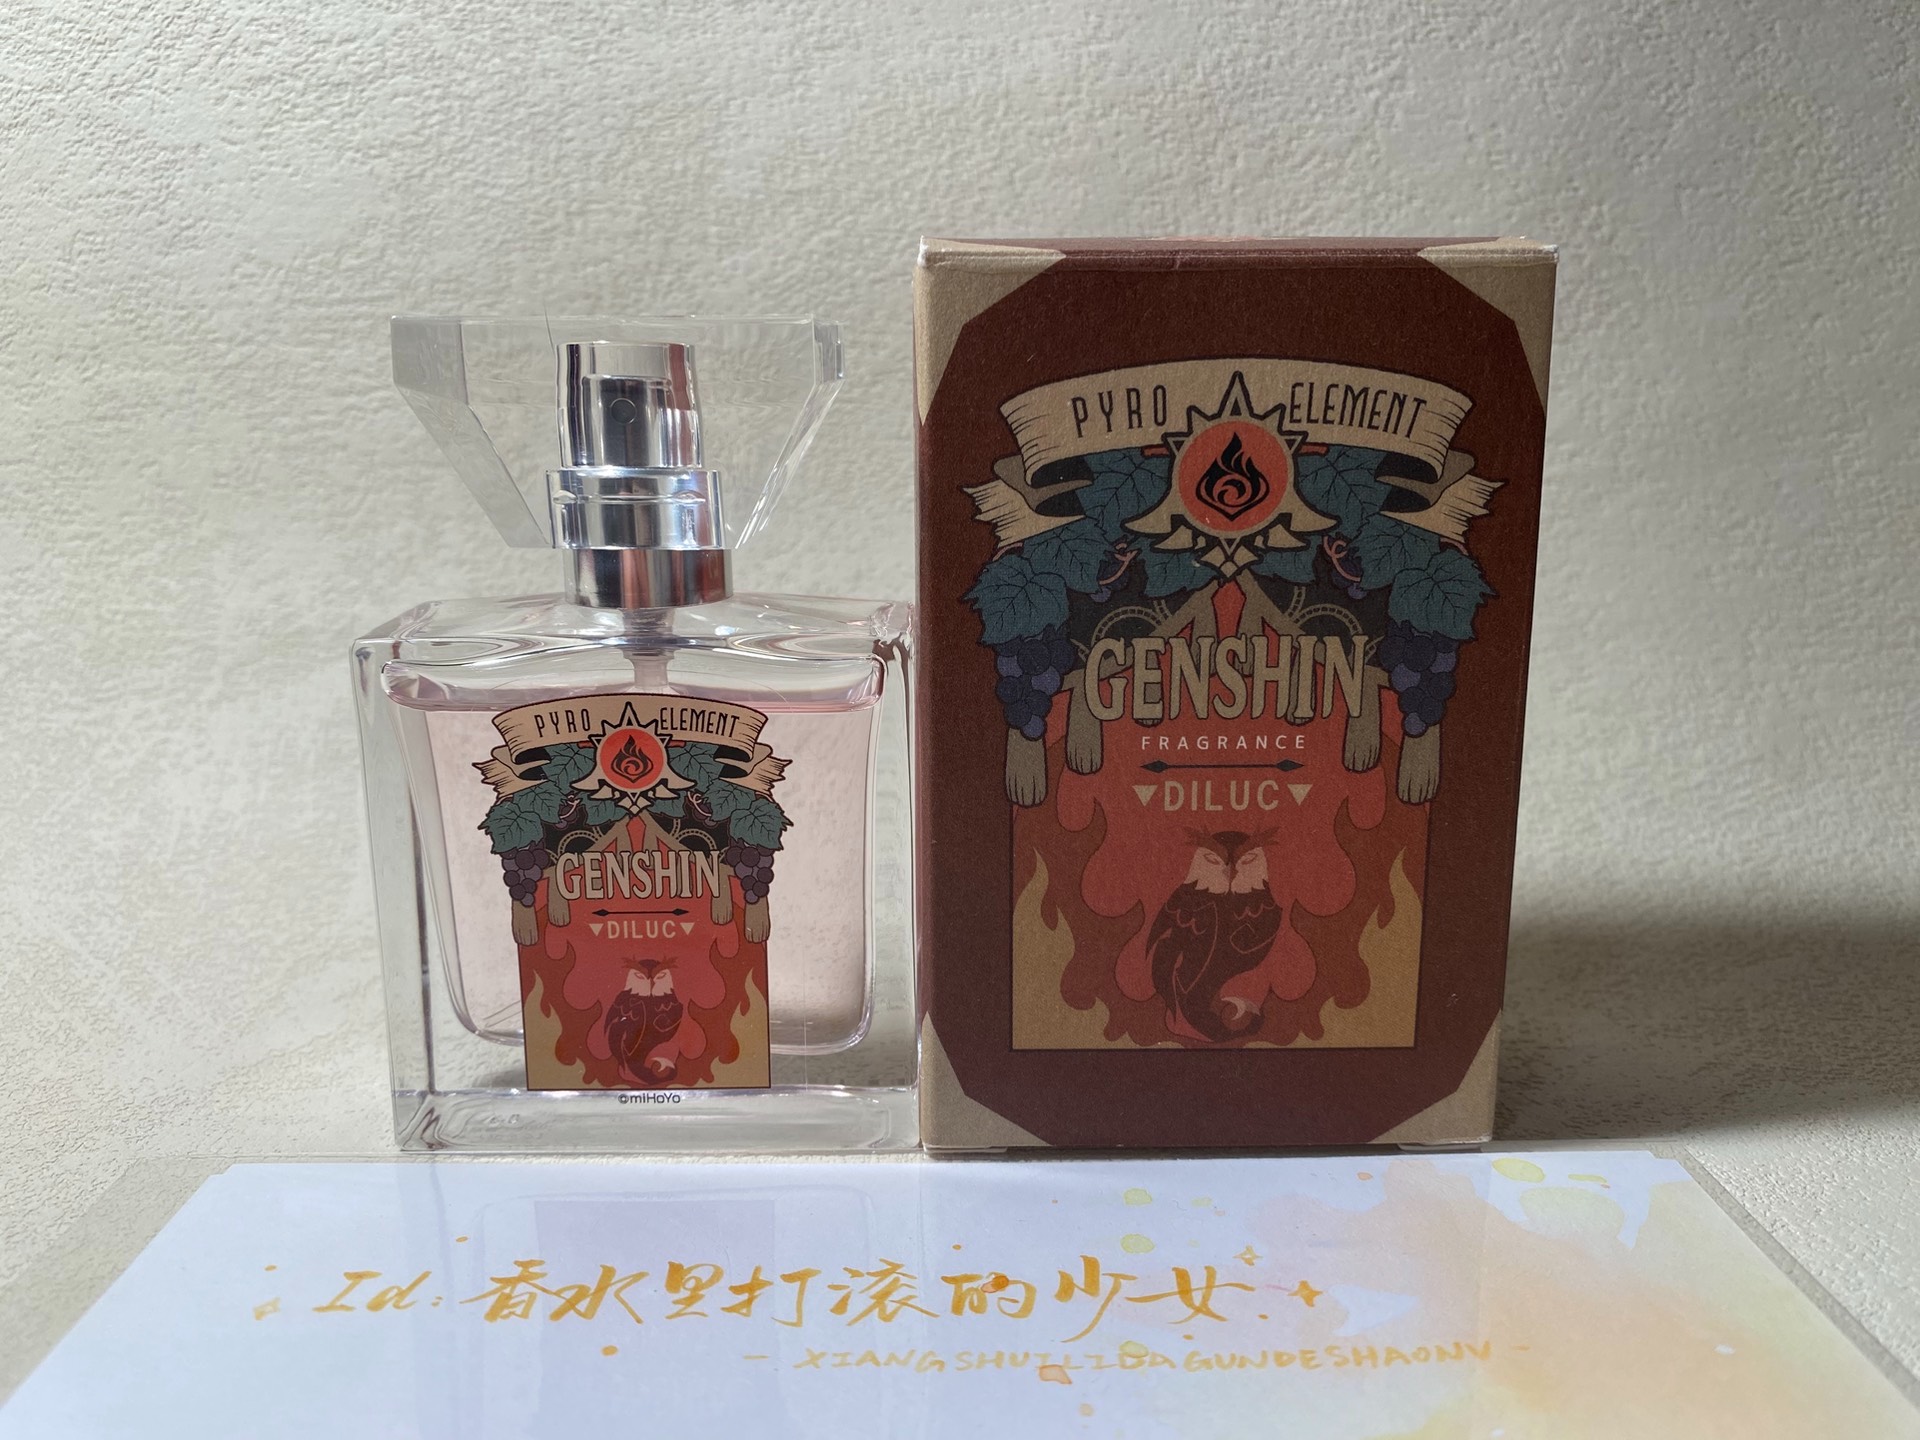 PYRO ELEMENT
GENSHIN
DILUC
©miHoYo
PYRO ELEMENT
GENSHIN
FRAGRANCE
DILUC
Id:香水里打滚的少女
- XIANGSHUILIDAGUNDESHAONV -